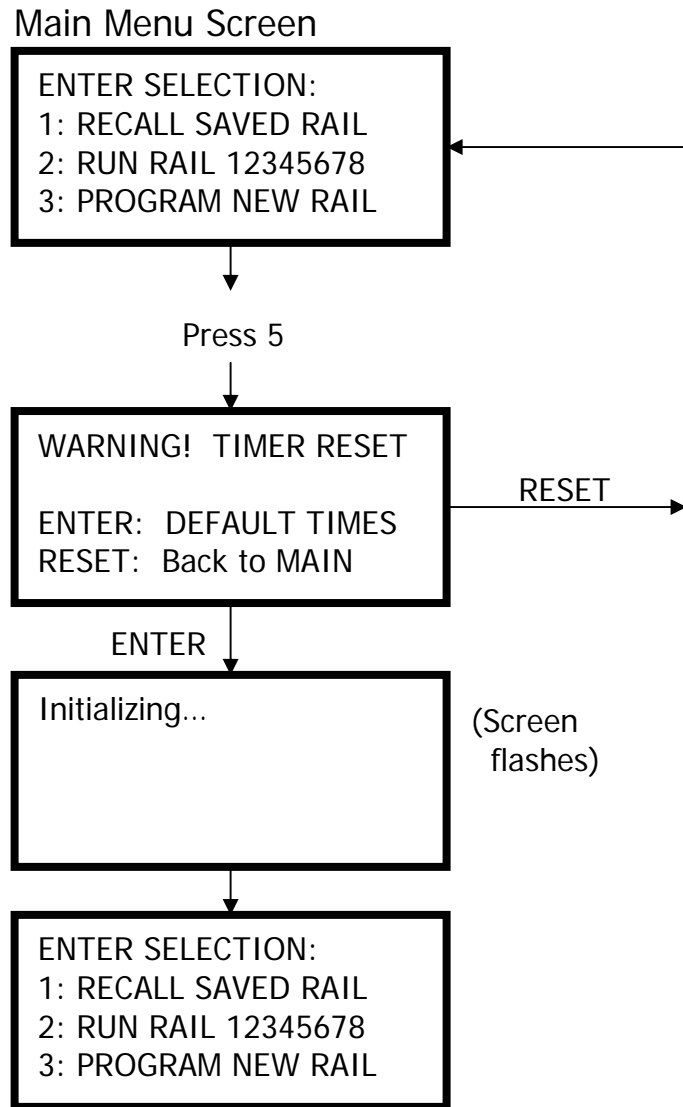 Main Menu Screen
ENTER SELECTION:
1: RECALL SAVED RAIL
2: RUN RAIL 12345678
3: PROGRAM NEW RAIL
Press 5
WARNING!  TIMER RESET
ENTER:  DEFAULT TIMES
RESET:  Back to MAIN
RESET
ENTER
Initializing...
(Screen
flashes)
ENTER SELECTION:
1: RECALL SAVED RAIL
2: RUN RAIL 12345678
3: PROGRAM NEW RAIL